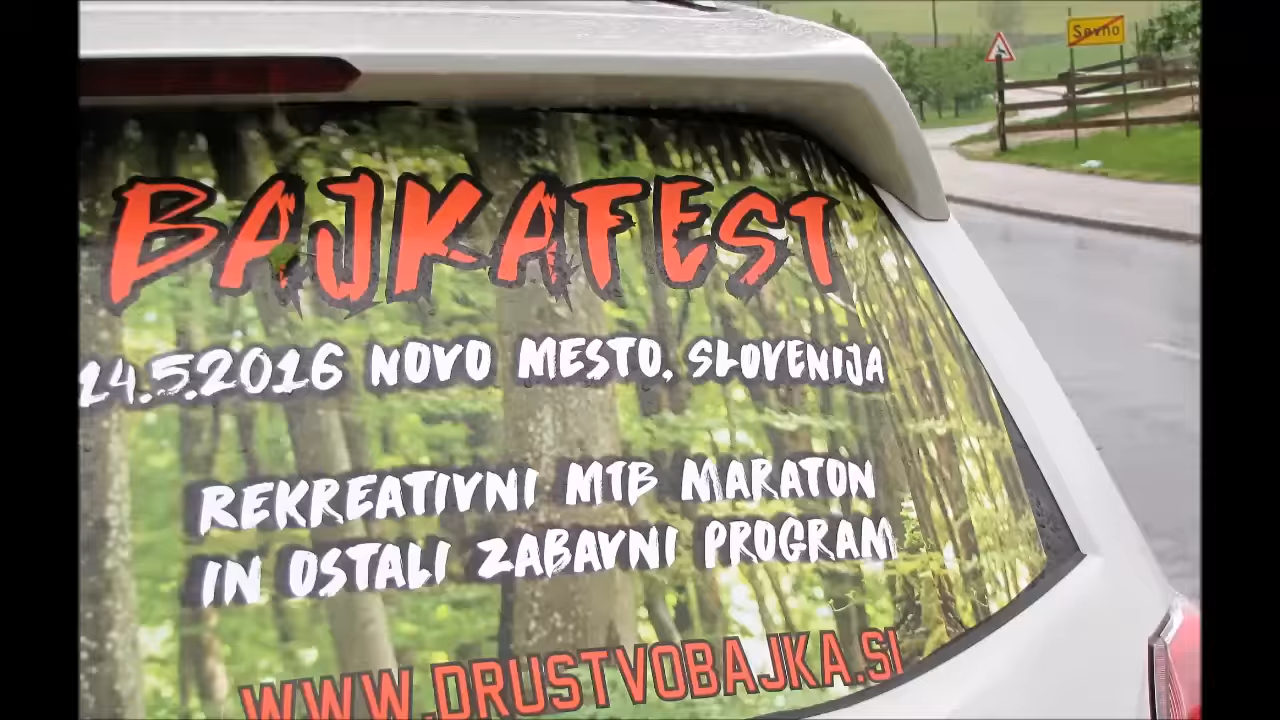 BAJKAFEST
24.5.2016 NOVO MESTO, SLOVENIJA
REKREATIVNI MTB MARATON
IN OSTALI ZABAVNI PROGRAM
WWW.DRUSTVOBAJKA.SI
Sevno